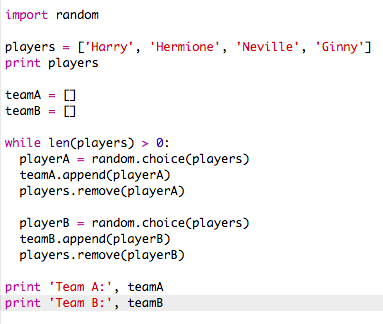 import random
players = ['Harry', 'Hermione', 'Neville', 'Ginny']
print players
teamA = []
teamB = []
while len(players) > 0:
  playerA = random.choice(players)
  teamA.append(playerA)
  players.remove(playerA)
  playerB = random.choice(players)
  teamB.append(playerB)
  players.remove(playerB)
print 'Team A:', teamA
print 'Team B:', teamB